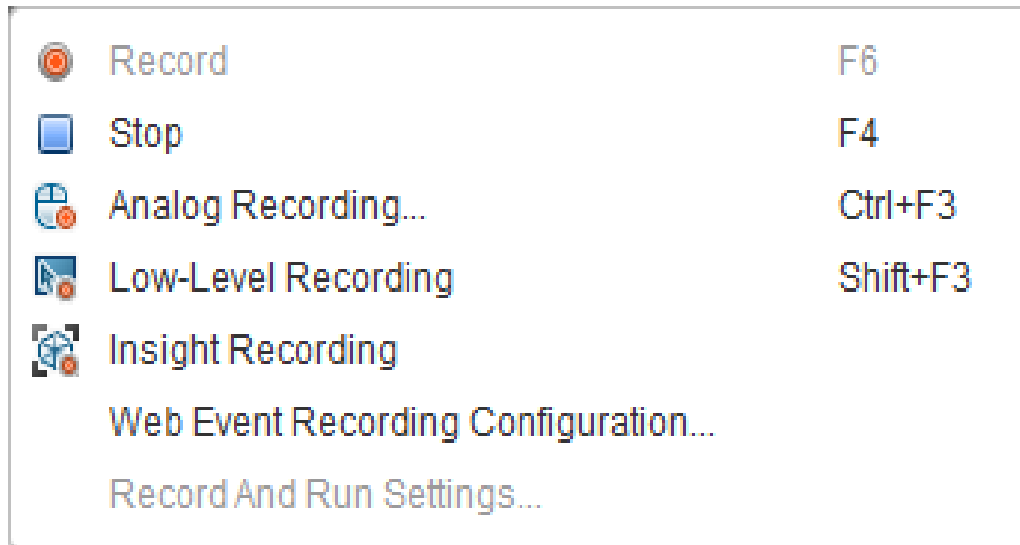 Record F6
Stop F4
Analog Recording... Ctrl+F3
Low-Level Recording Shift+F3
Insight Recording
Web Event Recording Configuration...
Record And Run Settings...